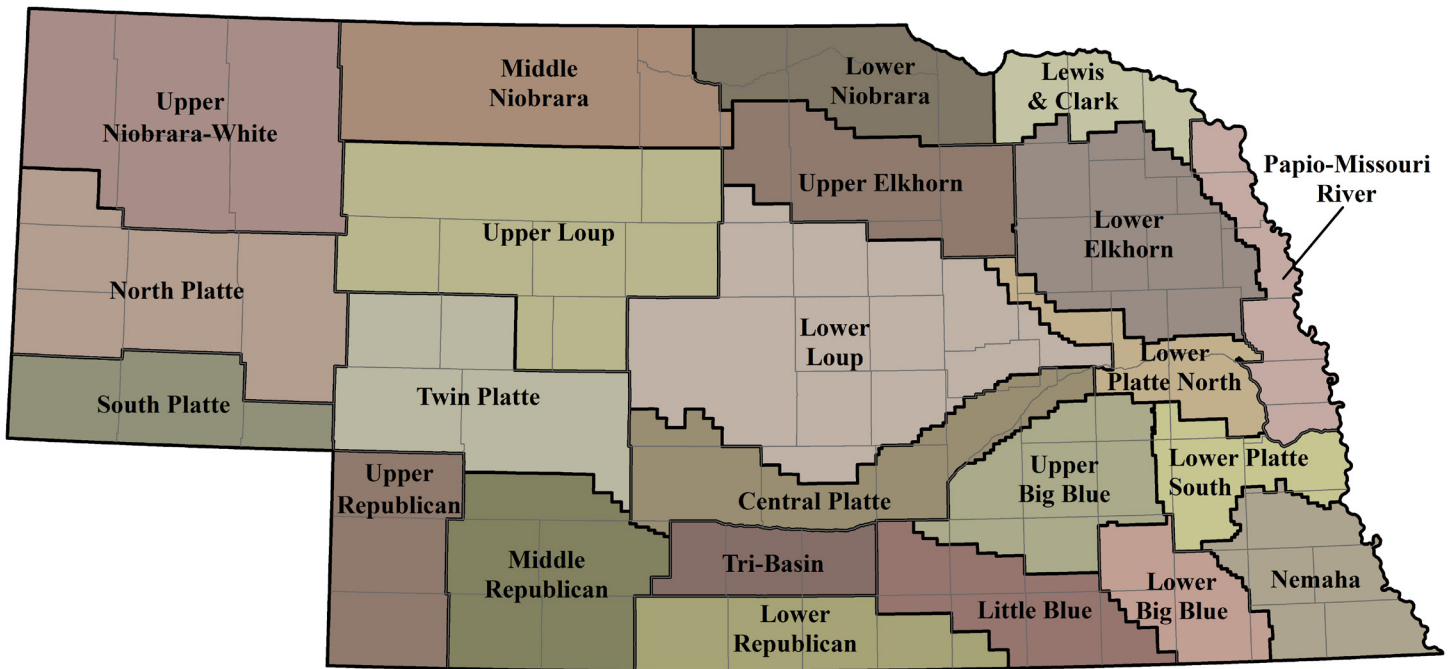 Upper
Niobrara-White
Middle
Niobrara
Lower
Niobrara
Lewis
& Clark
Papio-Missouri
River
Upper Elkhorn
Lower
Elkhorn
Upper Loup
North Platte
Lower
Loup
Lower
Platte North
South Platte
Twin Platte
Upper
Republican
Central Platte
Upper
Big Blue
Lower Platte
South
Middle
Republican
Tri-Basin
Lower
Republican
Little Blue
Lower
Big Blue
Nemaha